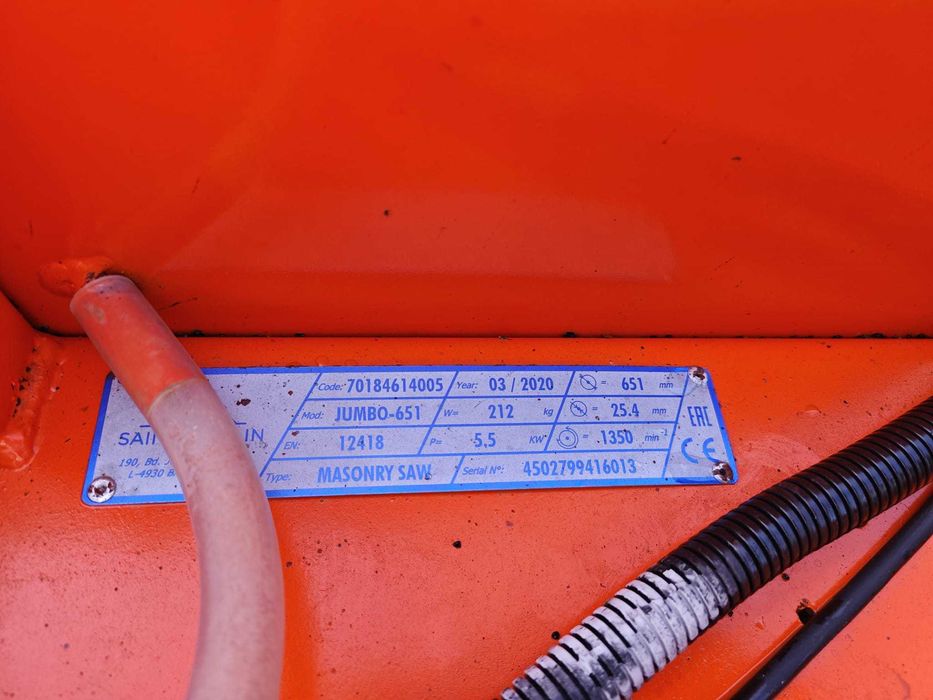 Code: 70184614005 Year: 03 / 2020 = 651 mm
Mod: JUMBO-651 W= 212 kg = 25.4 mm
EN: 12418 P= 5.5 KW = 1350 min-1
Type: MASONRY SAW Serial N°: 4502799416013
EAC
CE
190, Bd.
L-4930